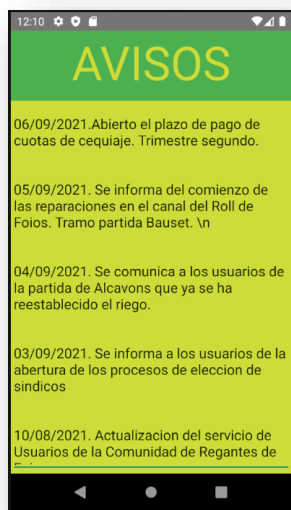 12:10
AVISOS
06/09/2021.Abierto el plazo de pago de
cuotas de cequiaje. Trimestre segundo.
05/09/2021. Se informa del comienzo de
las reparaciones en el canal del Roll de
Foios. Tramo partida Bauset. \n
04/09/2021. Se comunica a los usuarios de
la partida de Alcavons que ya se ha
reestablecido el riego.
03/09/2021. Se informa a los usuarios de la
abertura de los procesos de eleccion de
sindicos
10/08/2021. Actualizacion del servicio de
Usuarios de la Comunidad de Regantes de